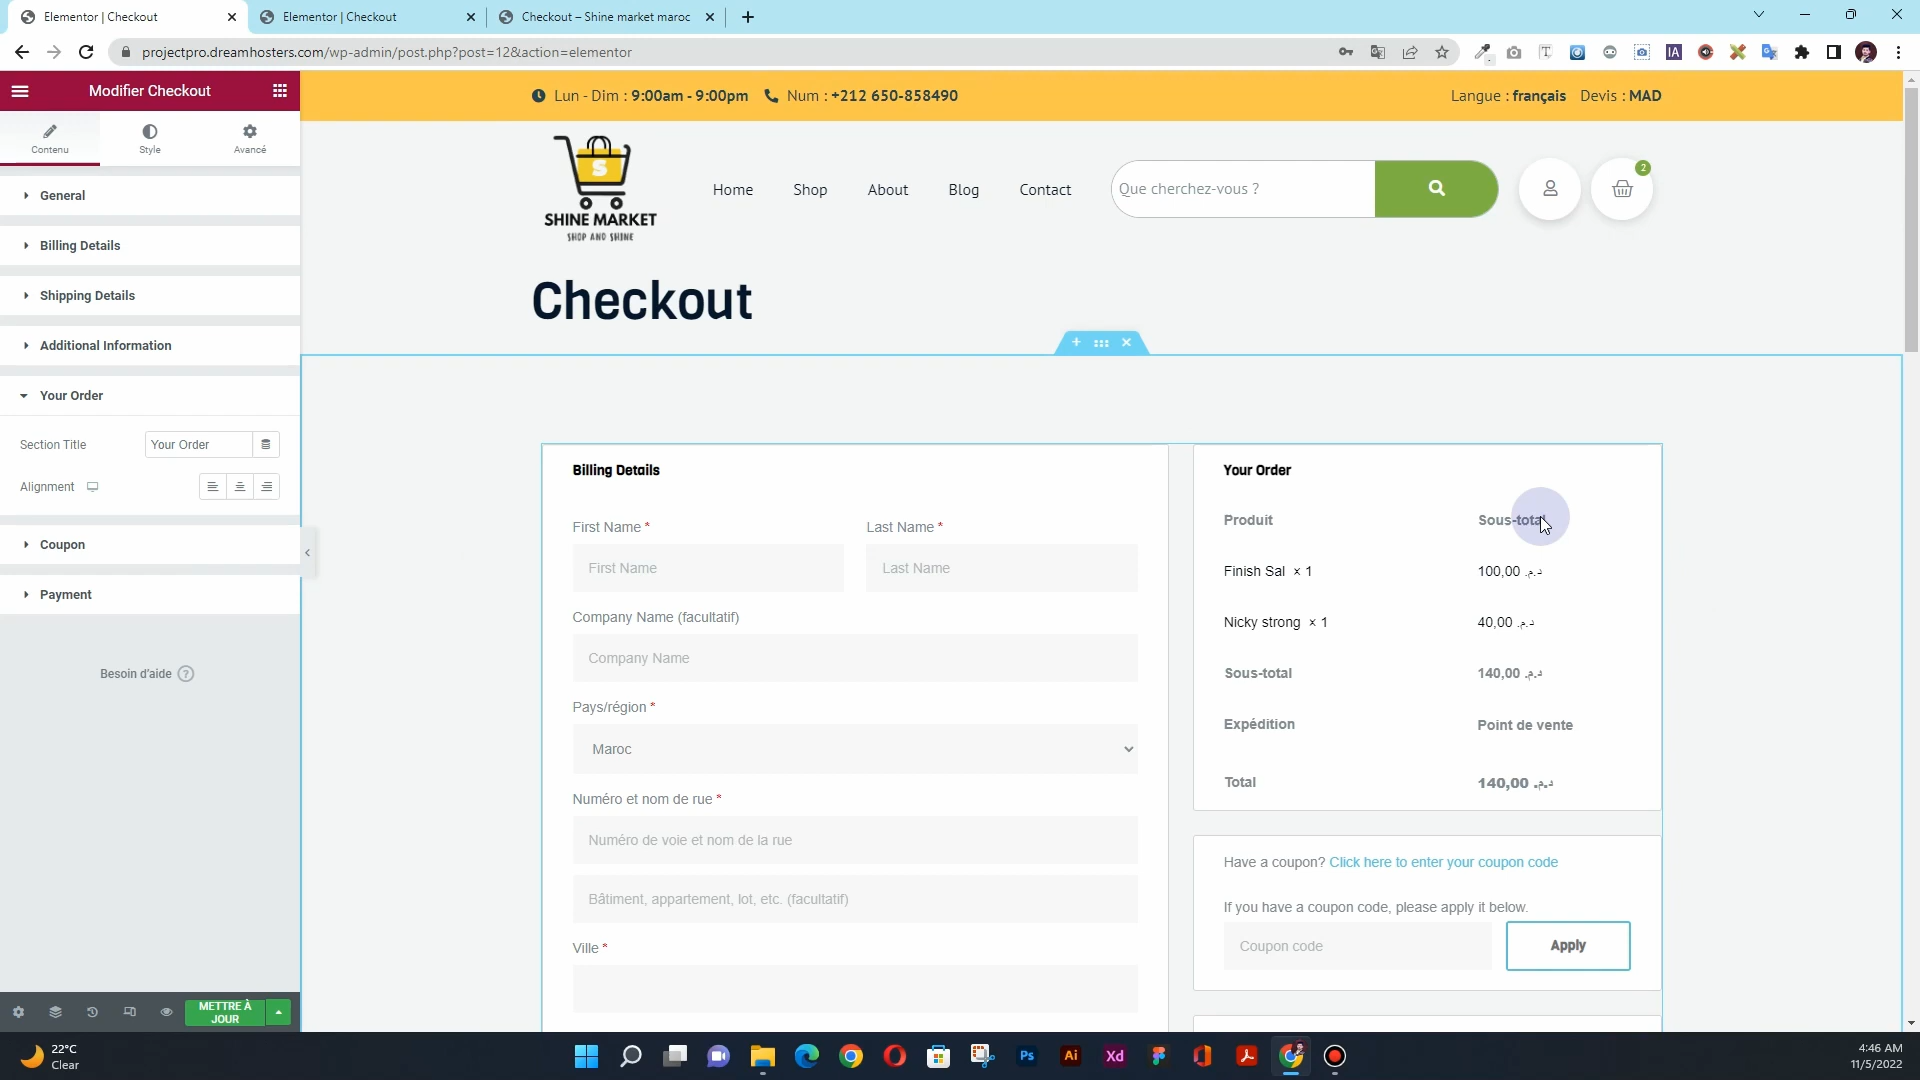 Elementor | Checkout
Elementor | Checkout
Checkout – Shine market maroc
projectpro.dreamhosters.com/wp-admin/post.php?post=12&action=elementor
Modifier Checkout
Contenu
Style
Avancé
General
Billing Details
Shipping Details
Additional Information
Your Order
Section Title
Your Order
Alignment
Coupon
Payment
Besoin d'aide ?
METTRE À
JOUR
Lun - Dim : 9:00am - 9:00pm
Num : +212 650-858490
Langue : français
Devis : MAD
S
SHINE MARKET
SHOP AND SHINE
Home
Shop
About
Blog
Contact
Que cherchez-vous ?
2
Checkout
Billing Details
First Name *
Last Name *
First Name
Last Name
Company Name (facultatif)
Company Name
Pays/région *
Maroc
Numéro et nom de rue *
Numéro de voie et nom de la rue
Bâtiment, appartement, lot, etc. (facultatif)
Ville *
Your Order
Produit
Sous-total
Finish Sal × 1
100,00 د.م.
Nicky strong × 1
40,00 د.م.
Sous-total
140,00 د.م.
Expédition
Point de vente
Total
140,00 د.م.
Have a coupon? Click here to enter your coupon code
If you have a coupon code, please apply it below.
Coupon code
Apply
22°C
Clear
Ps
Ai
Xd
4:46 AM
11/5/2022
IA